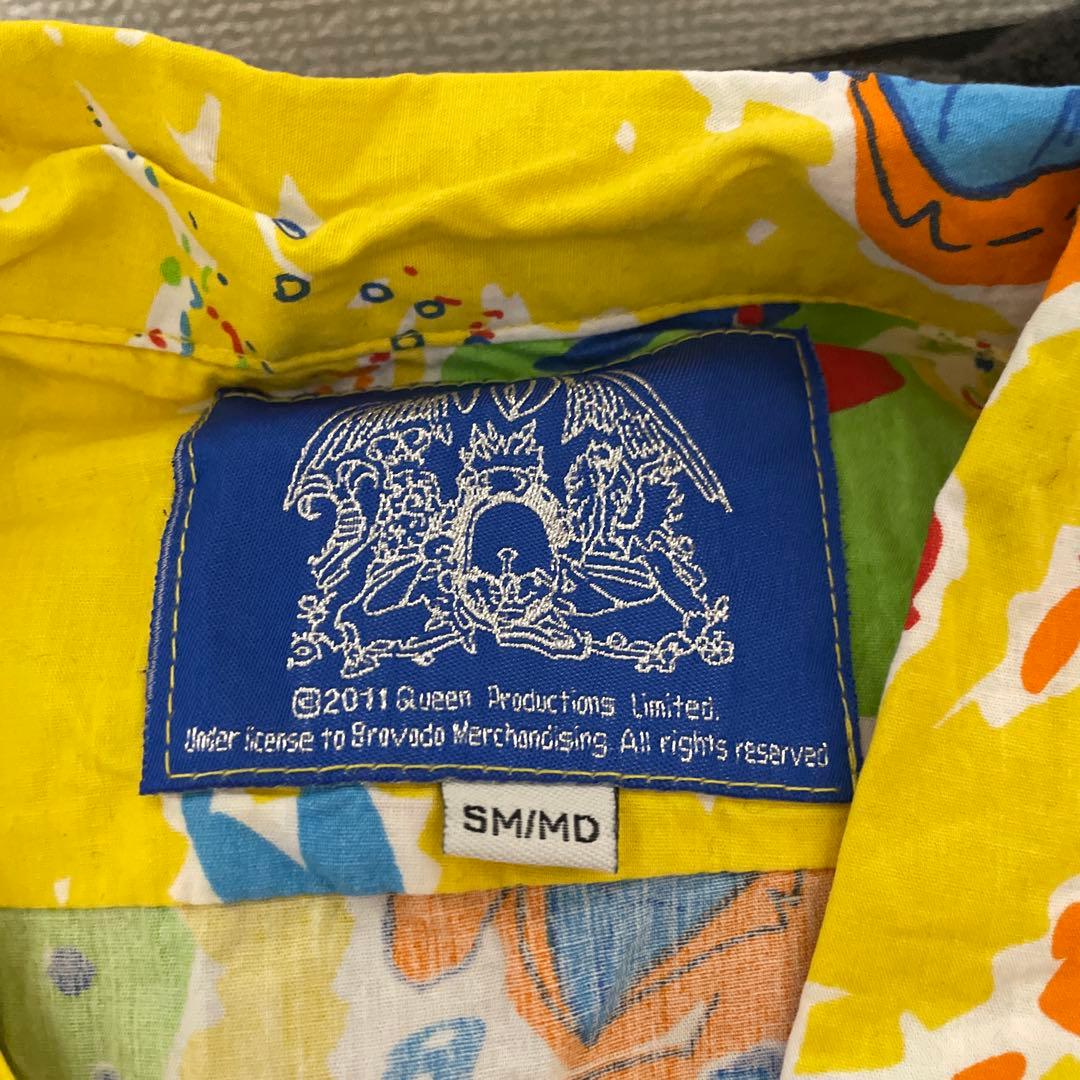 ©2011 Queen Productions Limited.
Under license to Bravado Merchandising All rights reserved
SM/MD